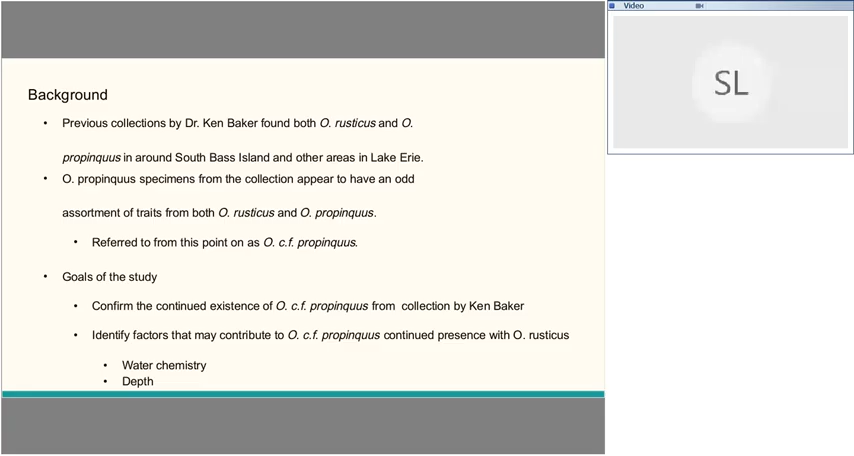 Video
SL
Background
• Previous collections by Dr. Ken Baker found both O. rusticus and O.
propinquus in around South Bass Island and other areas in Lake Erie.
• O. propinquus specimens from the collection appear to have an odd
assortment of traits from both O. rusticus and O. propinquus.
• Referred to from this point on as O. c.f. propinquus.
• Goals of the study
• Confirm the continued existence of O. c.f. propinquus from collection by Ken Baker
• Identify factors that may contribute to O. c.f. propinquus continued presence with O. rusticus
• Water chemistry
• Depth